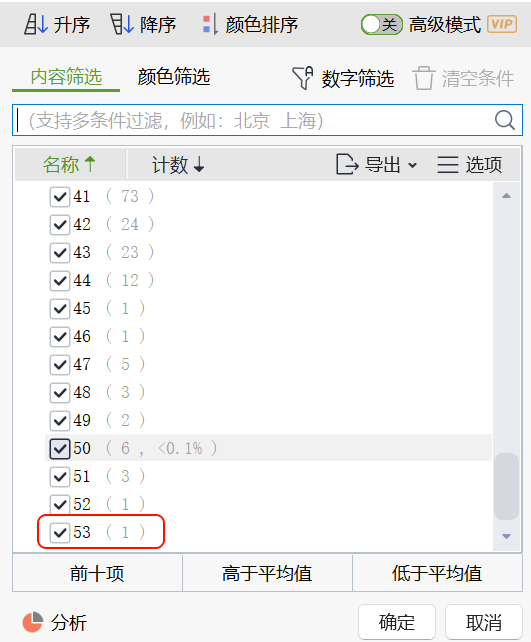 升序 降序 颜色排序 关 高级模式 VIP
内容筛选 颜色筛选 数字筛选 清空条件
(支持多条件过滤，例如：北京 上海)
名称 计数 导出 选项
41 ( 73 )
42 ( 24 )
43 ( 23 )
44 ( 12 )
45 ( 1 )
46 ( 1 )
47 ( 5 )
48 ( 3 )
49 ( 2 )
50 ( 6 , <0.1% )
51 ( 3 )
52 ( 1 )
53 ( 1 )
前十项 高于平均值 低于平均值
分析 确定 取消